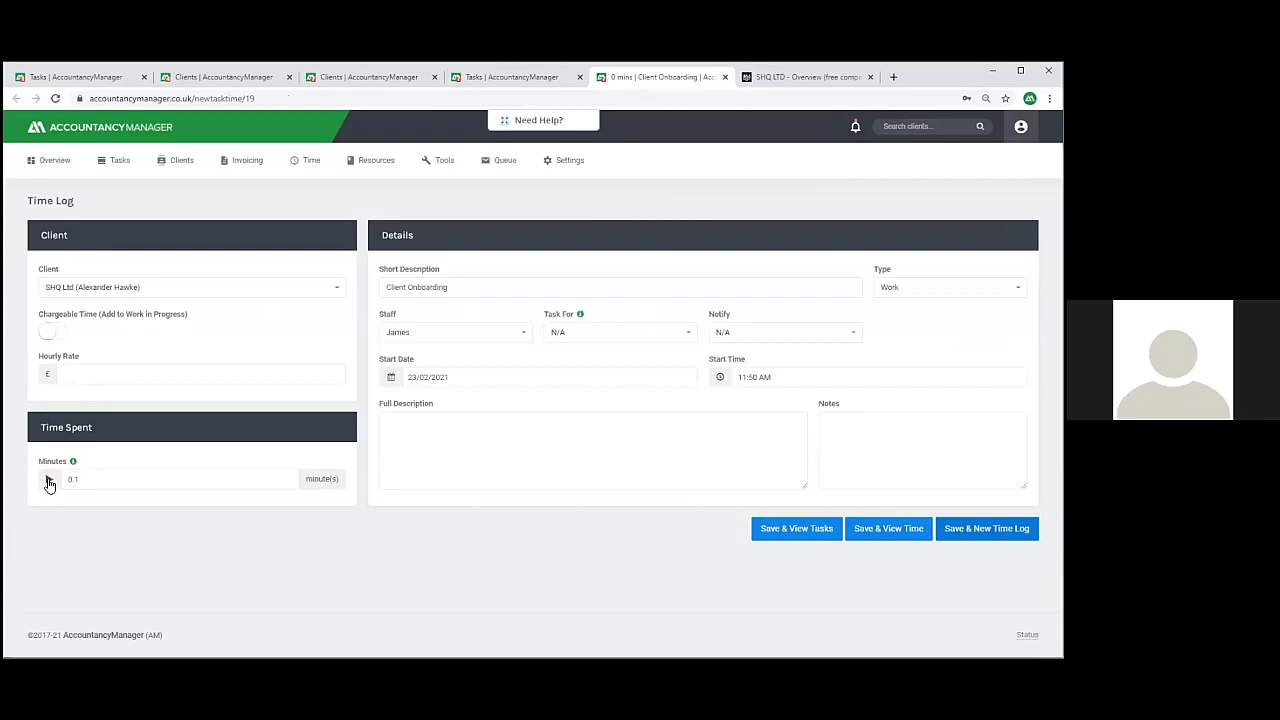 Tasks | AccountancyManager
Clients | AccountancyManager
Clients | AccountancyManager
Tasks | AccountancyManager
0 mins | Client Onboarding | Acc
SHQ LTD - Overview (free comp
accountancymanager.co.uk/newtasktime/19
ACCOUNTANCYMANAGER
Need Help?
Search clients...
Overview
Tasks
Clients
Invoicing
Time
Resources
Tools
Queue
Settings
Time Log
Client
Client
SHQ Ltd (Alexander Hawke)
Chargeable Time (Add to Work in Progress)
Hourly Rate
£
Time Spent
Minutes
0.1
minute(s)
Details
Short Description
Client Onboarding
Type
Work
Staff
James
Task For
N/A
Notify
N/A
Start Date
23/02/2021
Start Time
11:50 AM
Full Description
Notes
Save & View Tasks
Save & View Time
Save & New Time Log
©2017-21 AccountancyManager (AM)
Status